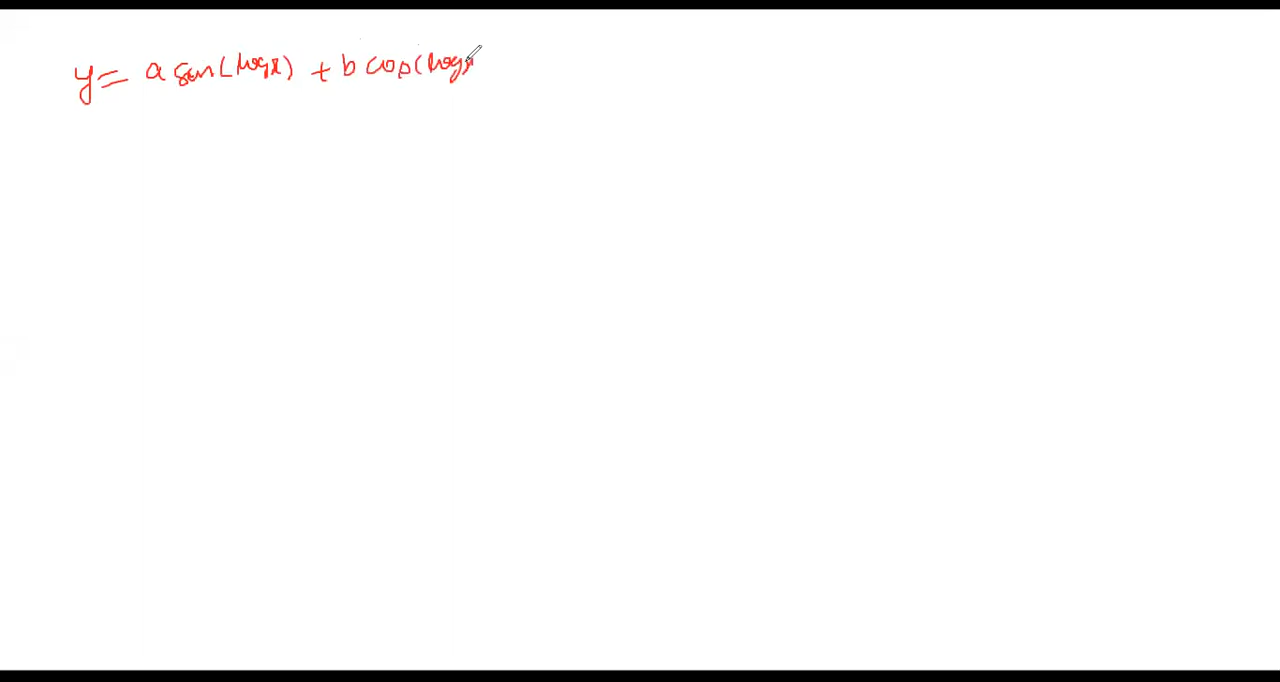 y = a sin(log x) + b cos(log x